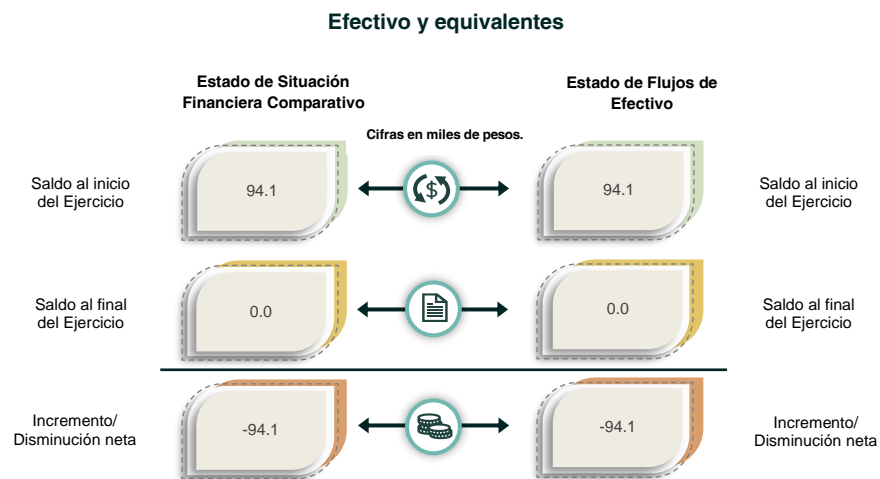 Efectivo y equivalentes
Estado de Situación
Financiera Comparativo
Estado de Flujos de
Efectivo
Cifras en miles de pesos.
Saldo al inicio
del Ejercicio
94.1
$
94.1
Saldo al inicio
del Ejercicio
Saldo al final
del Ejercicio
0.0
0.0
Saldo al final
del Ejercicio
Incremento/
Disminución neta
-94.1
-94.1
Incremento/
Disminución neta